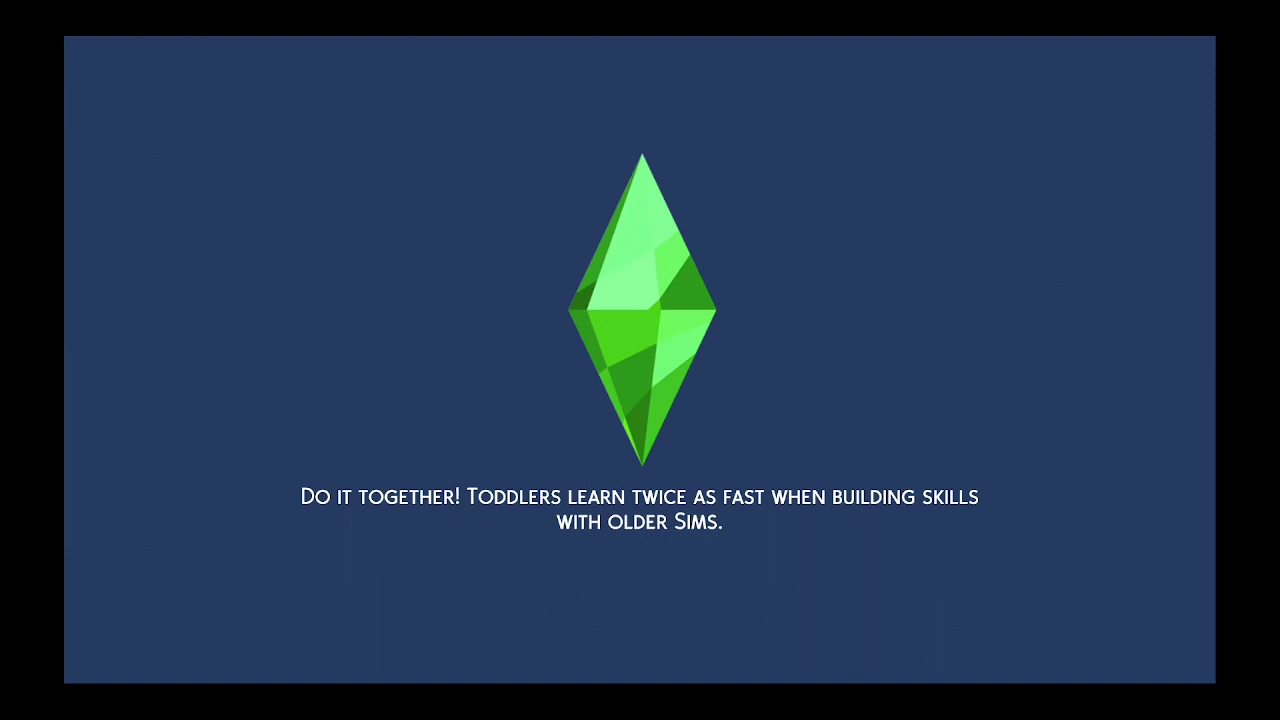 Do it together! Toddlers learn twice as fast when building skills
with older Sims.